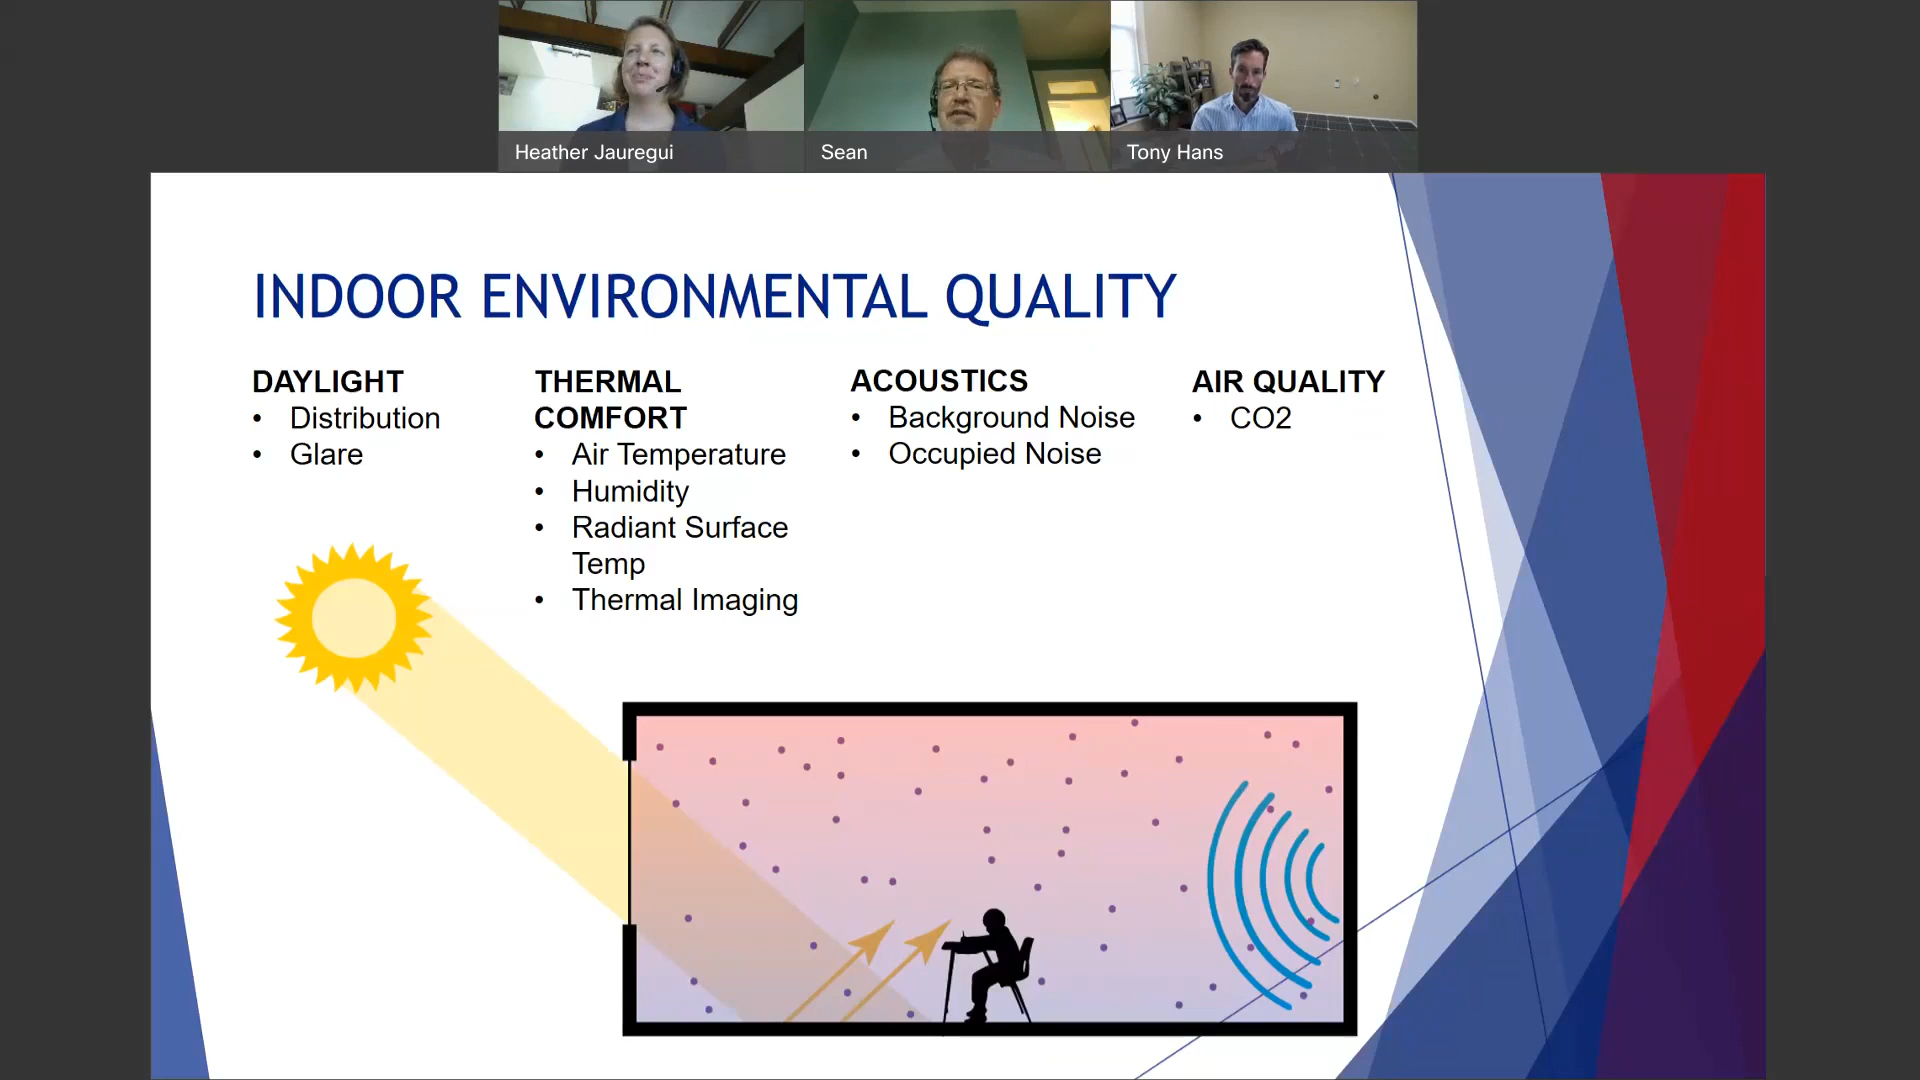 Heather Jauregui
Sean
Tony Hans
INDOOR ENVIRONMENTAL QUALITY
DAYLIGHT
• Distribution
• Glare
THERMAL
COMFORT
• Air Temperature
• Humidity
• Radiant Surface
Temp
• Thermal Imaging
ACOUSTICS
• Background Noise
• Occupied Noise
AIR QUALITY
• CO2